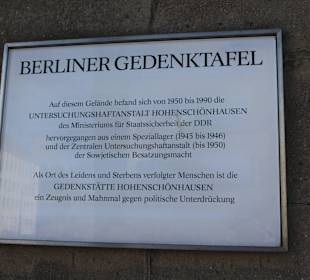 BERLINER GEDENKTAFEL
Auf diesem Gelände befand sich von 1950 bis 1990 die
UNTERSUCHUNGSHAFTANSTALT HOHENSCHÖNHAUSEN
des Ministeriums für Staatssicherheit der DDR
hervorgegangen aus einem Speziallager (1945 bis 1946)
und der Zentralen Untersuchungshaftanstalt (bis 1950)
der Sowjetischen Besatzungsmacht
Als Ort des Leidens und Sterbens verfolgter Menschen ist die
GEDENKSTÄTTE HOHENSCHÖNHAUSEN
ein Zeugnis und Mahnmal gegen politische Unterdrückung